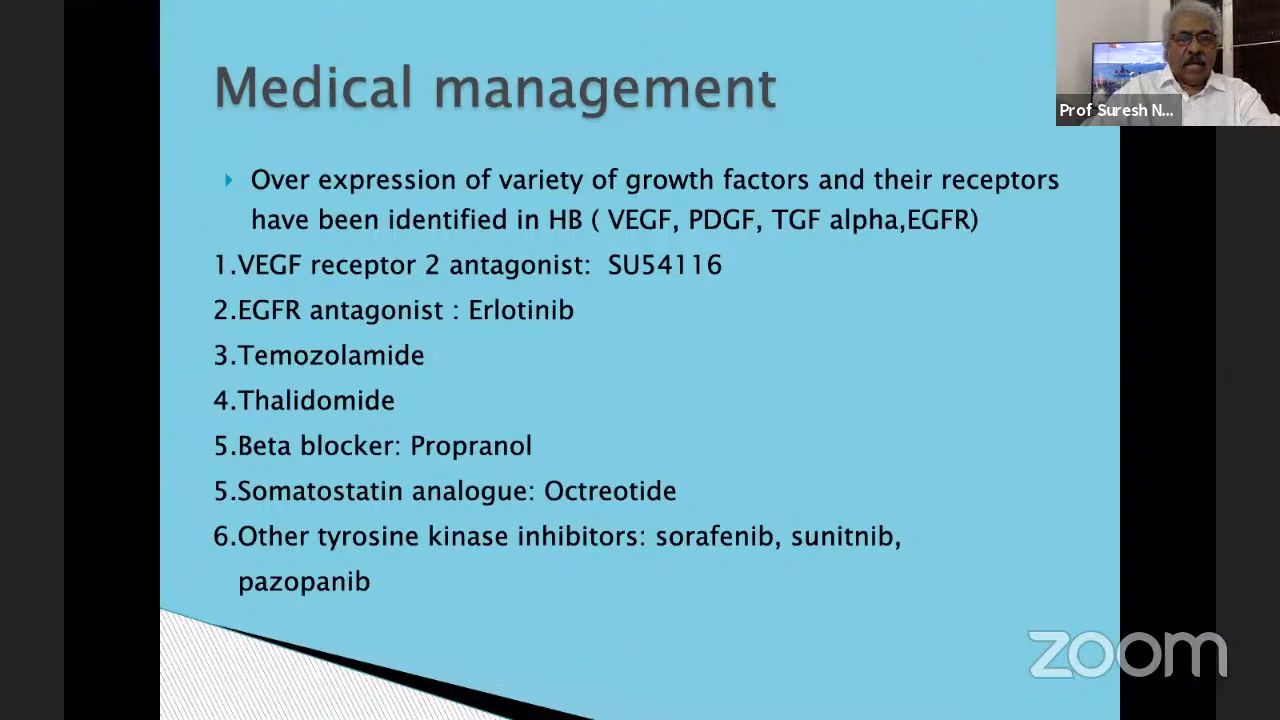 Medical management
Prof Suresh N...
Over expression of variety of growth factors and their receptors
have been identified in HB ( VEGF, PDGF, TGF alpha,EGFR)
1.VEGF receptor 2 antagonist: SU54116
2.EGFR antagonist : Erlotinib
3.Temozolamide
4.Thalidomide
5.Beta blocker: Propranol
5.Somatostatin analogue: Octreotide
6.Other tyrosine kinase inhibitors: sorafenib, sunitnib,
pazopanib
zoom